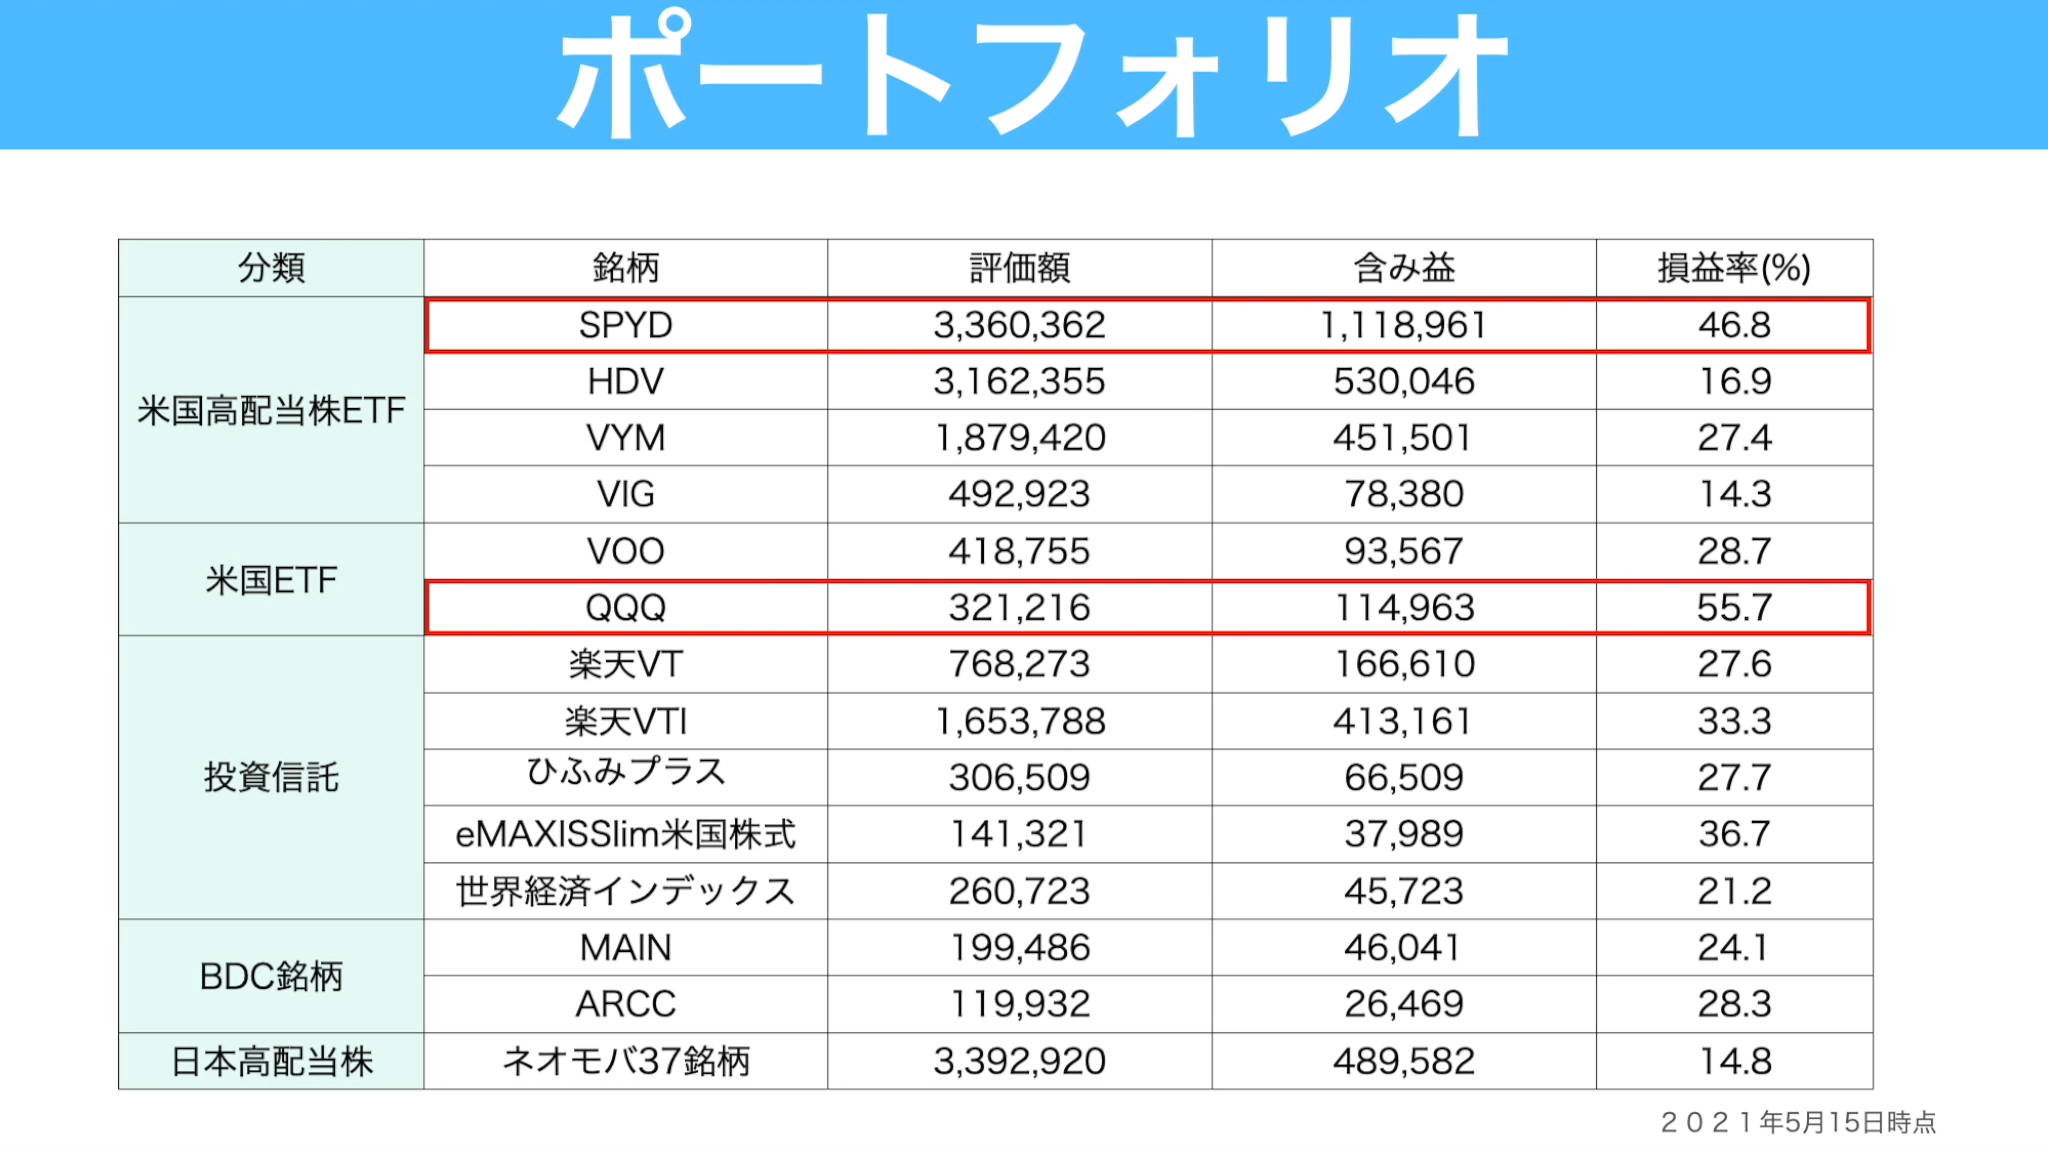 ポートフォリオ
分類 銘柄 評価額 含み益 損益率(%)
米国高配当株ETF
SPYD 3,360,362 1,118,961 46.8
HDV 3,162,355 530,046 16.9
VYM 1,879,420 451,501 27.4
VIG 492,923 78,380 14.3
米国ETF
VOO 418,755 93,567 28.7
QQQ 321,216 114,963 55.7
投資信託
楽天VT 768,273 166,610 27.6
楽天VTI 1,653,788 413,161 33.3
ひふみプラス 306,509 66,509 27.7
eMAXISSlim米国株式 141,321 37,989 36.7
世界経済インデックス 260,723 45,723 21.2
BDC銘柄
MAIN 199,486 46,041 24.1
ARCC 119,932 26,469 28.3
日本高配当株 ネオモバ37銘柄 3,392,920 489,582 14.8
２０２１年5月15日時点